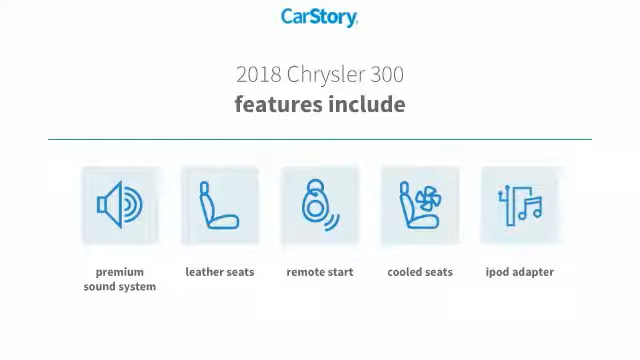 CarStory
2018 Chrysler 300
features include
premium
sound system
leather seats
remote start
cooled seats
ipod adapter